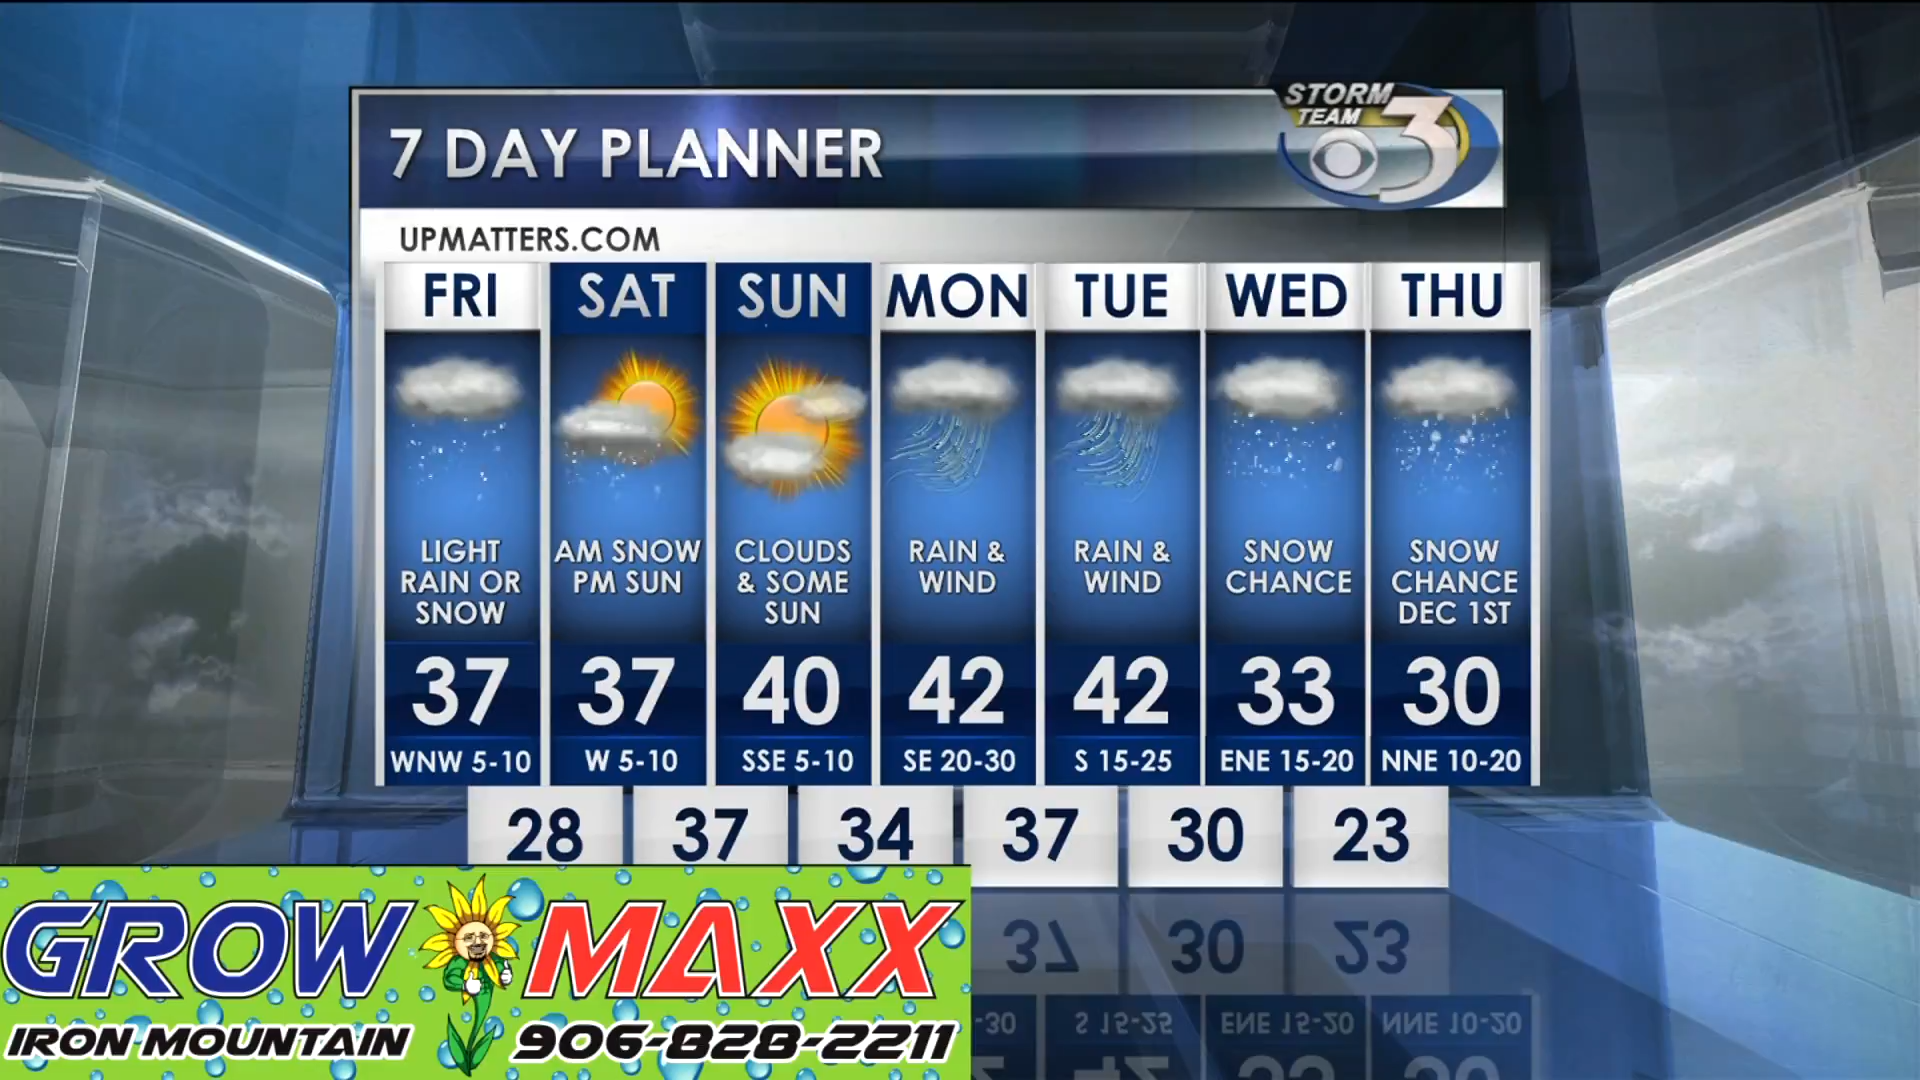 STORM
TEAM
3
7 DAY PLANNER
UPMATTERS.COM
FRI SAT SUN MON TUE WED THU
LIGHT RAIN OR SNOW
AM SNOW PM SUN
CLOUDS & SOME SUN
RAIN & WIND
RAIN & WIND
SNOW CHANCE
SNOW CHANCE DEC 1ST
37 37 40 42 42 33 30
WNW 5-10 W 5-10 SSE 5-10 SE 20-30 S 15-25 ENE 15-20 NNE 10-20
28 37 34 37 30 23
GROW MAXX
IRON MOUNTAIN 906-828-2211